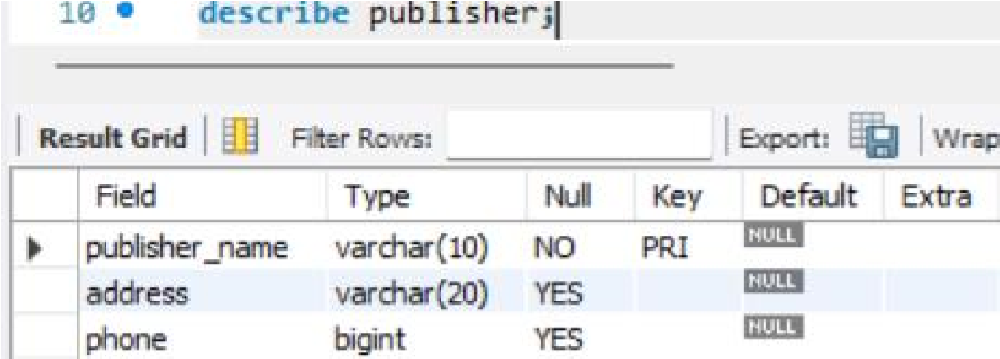 10 describe publisher;
Result Grid Filter Rows: Export: Wrap
Field Type Null Key Default Extra
publisher_name varchar(10) NO PRI NULL
address varchar(20) YES NULL
phone bigint YES NULL